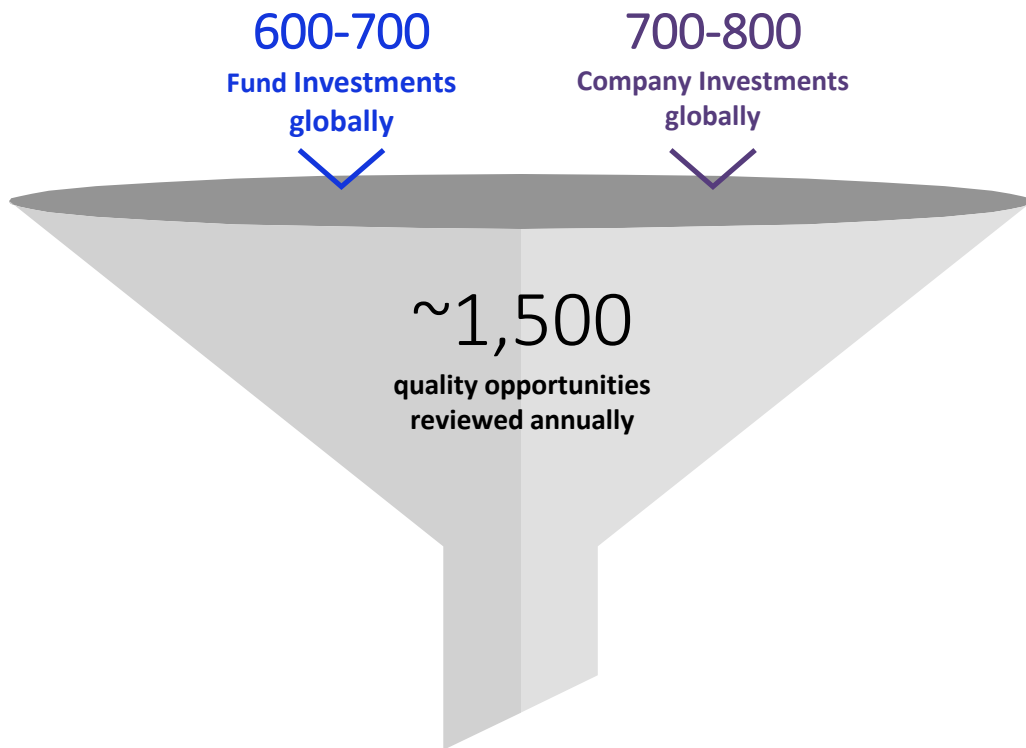 600-700
Fund Investments
globally
700-800
Company Investments
globally
~1,500
quality opportunities
reviewed annually